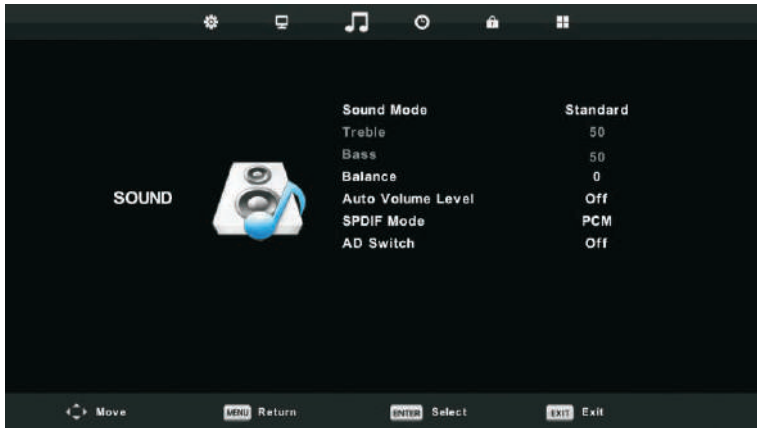 Sound Mode Standard
Treble 50
Bass 50
Balance 0
SOUND
Auto Volume Level Off
SPDIF Mode PCM
AD Switch Off
Move MENU Return ENTER Select EXIT Exit